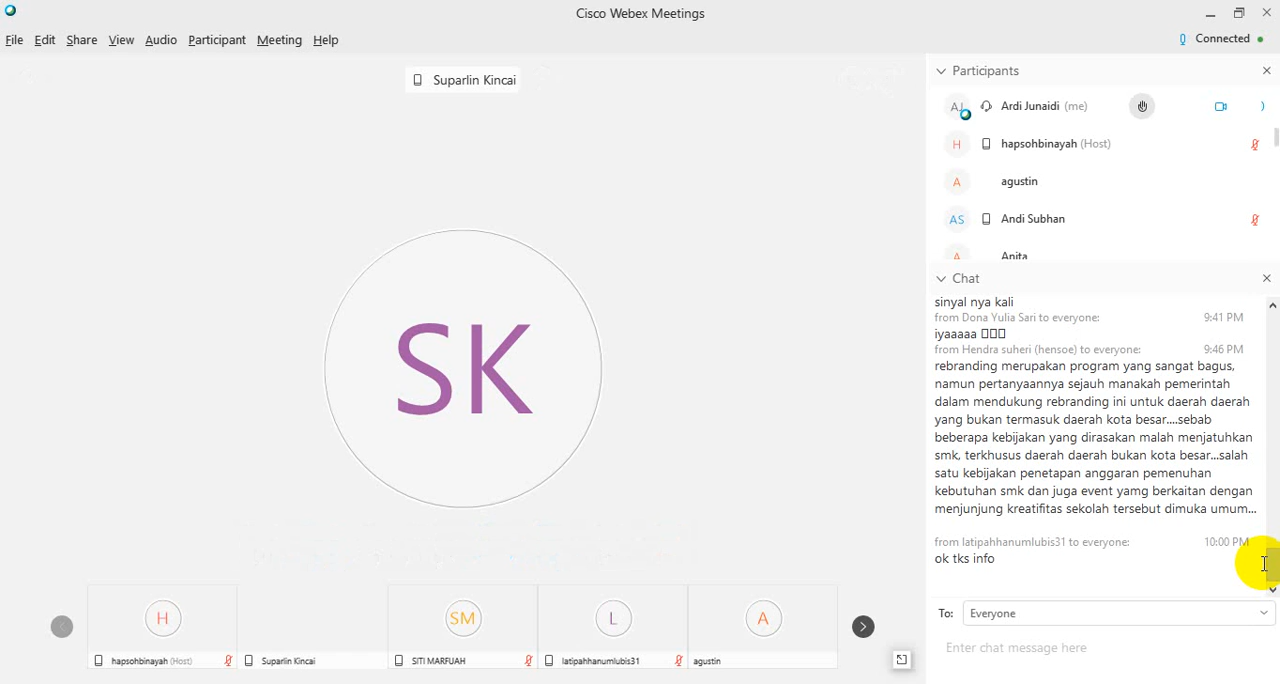 Cisco Webex Meetings
File Edit Share View Audio Participant Meeting Help
Connected
Suparlin Kincai
SK
H
hapsohbinayah (Host)
Suparlin Kincai
SM
SITI MARFUAH
L
latipahhanumlubis31
A
agustin
Participants
AJ Ardi Junaidi (me)
H hapsohbinayah (Host)
A agustin
AS Andi Subhan
A Anita
Chat
sinyal nya kali
from Dona Yulia Sari to everyone: 9:41 PM
iyaaaaa
from Hendra suheri (hensoe) to everyone: 9:46 PM
rebranding merupakan program yang sangat bagus,
namun pertanyaannya sejauh manakah pemerintah
dalam mendukung rebranding ini untuk daerah daerah
yang bukan termasuk daerah kota besar....sebab
beberapa kebijakan yang dirasakan malah menjatuhkan
smk, terkhusus daerah daerah bukan kota besar...salah
satu kebijakan penetapan anggaran pemenuhan
kebutuhan smk dan juga event yamg berkaitan dengan
menjunjung kreatifitas sekolah tersebut dimuka umum...
from latipahhanumlubis31 to everyone: 10:00 PM
ok tks info
To: Everyone
Enter chat message here